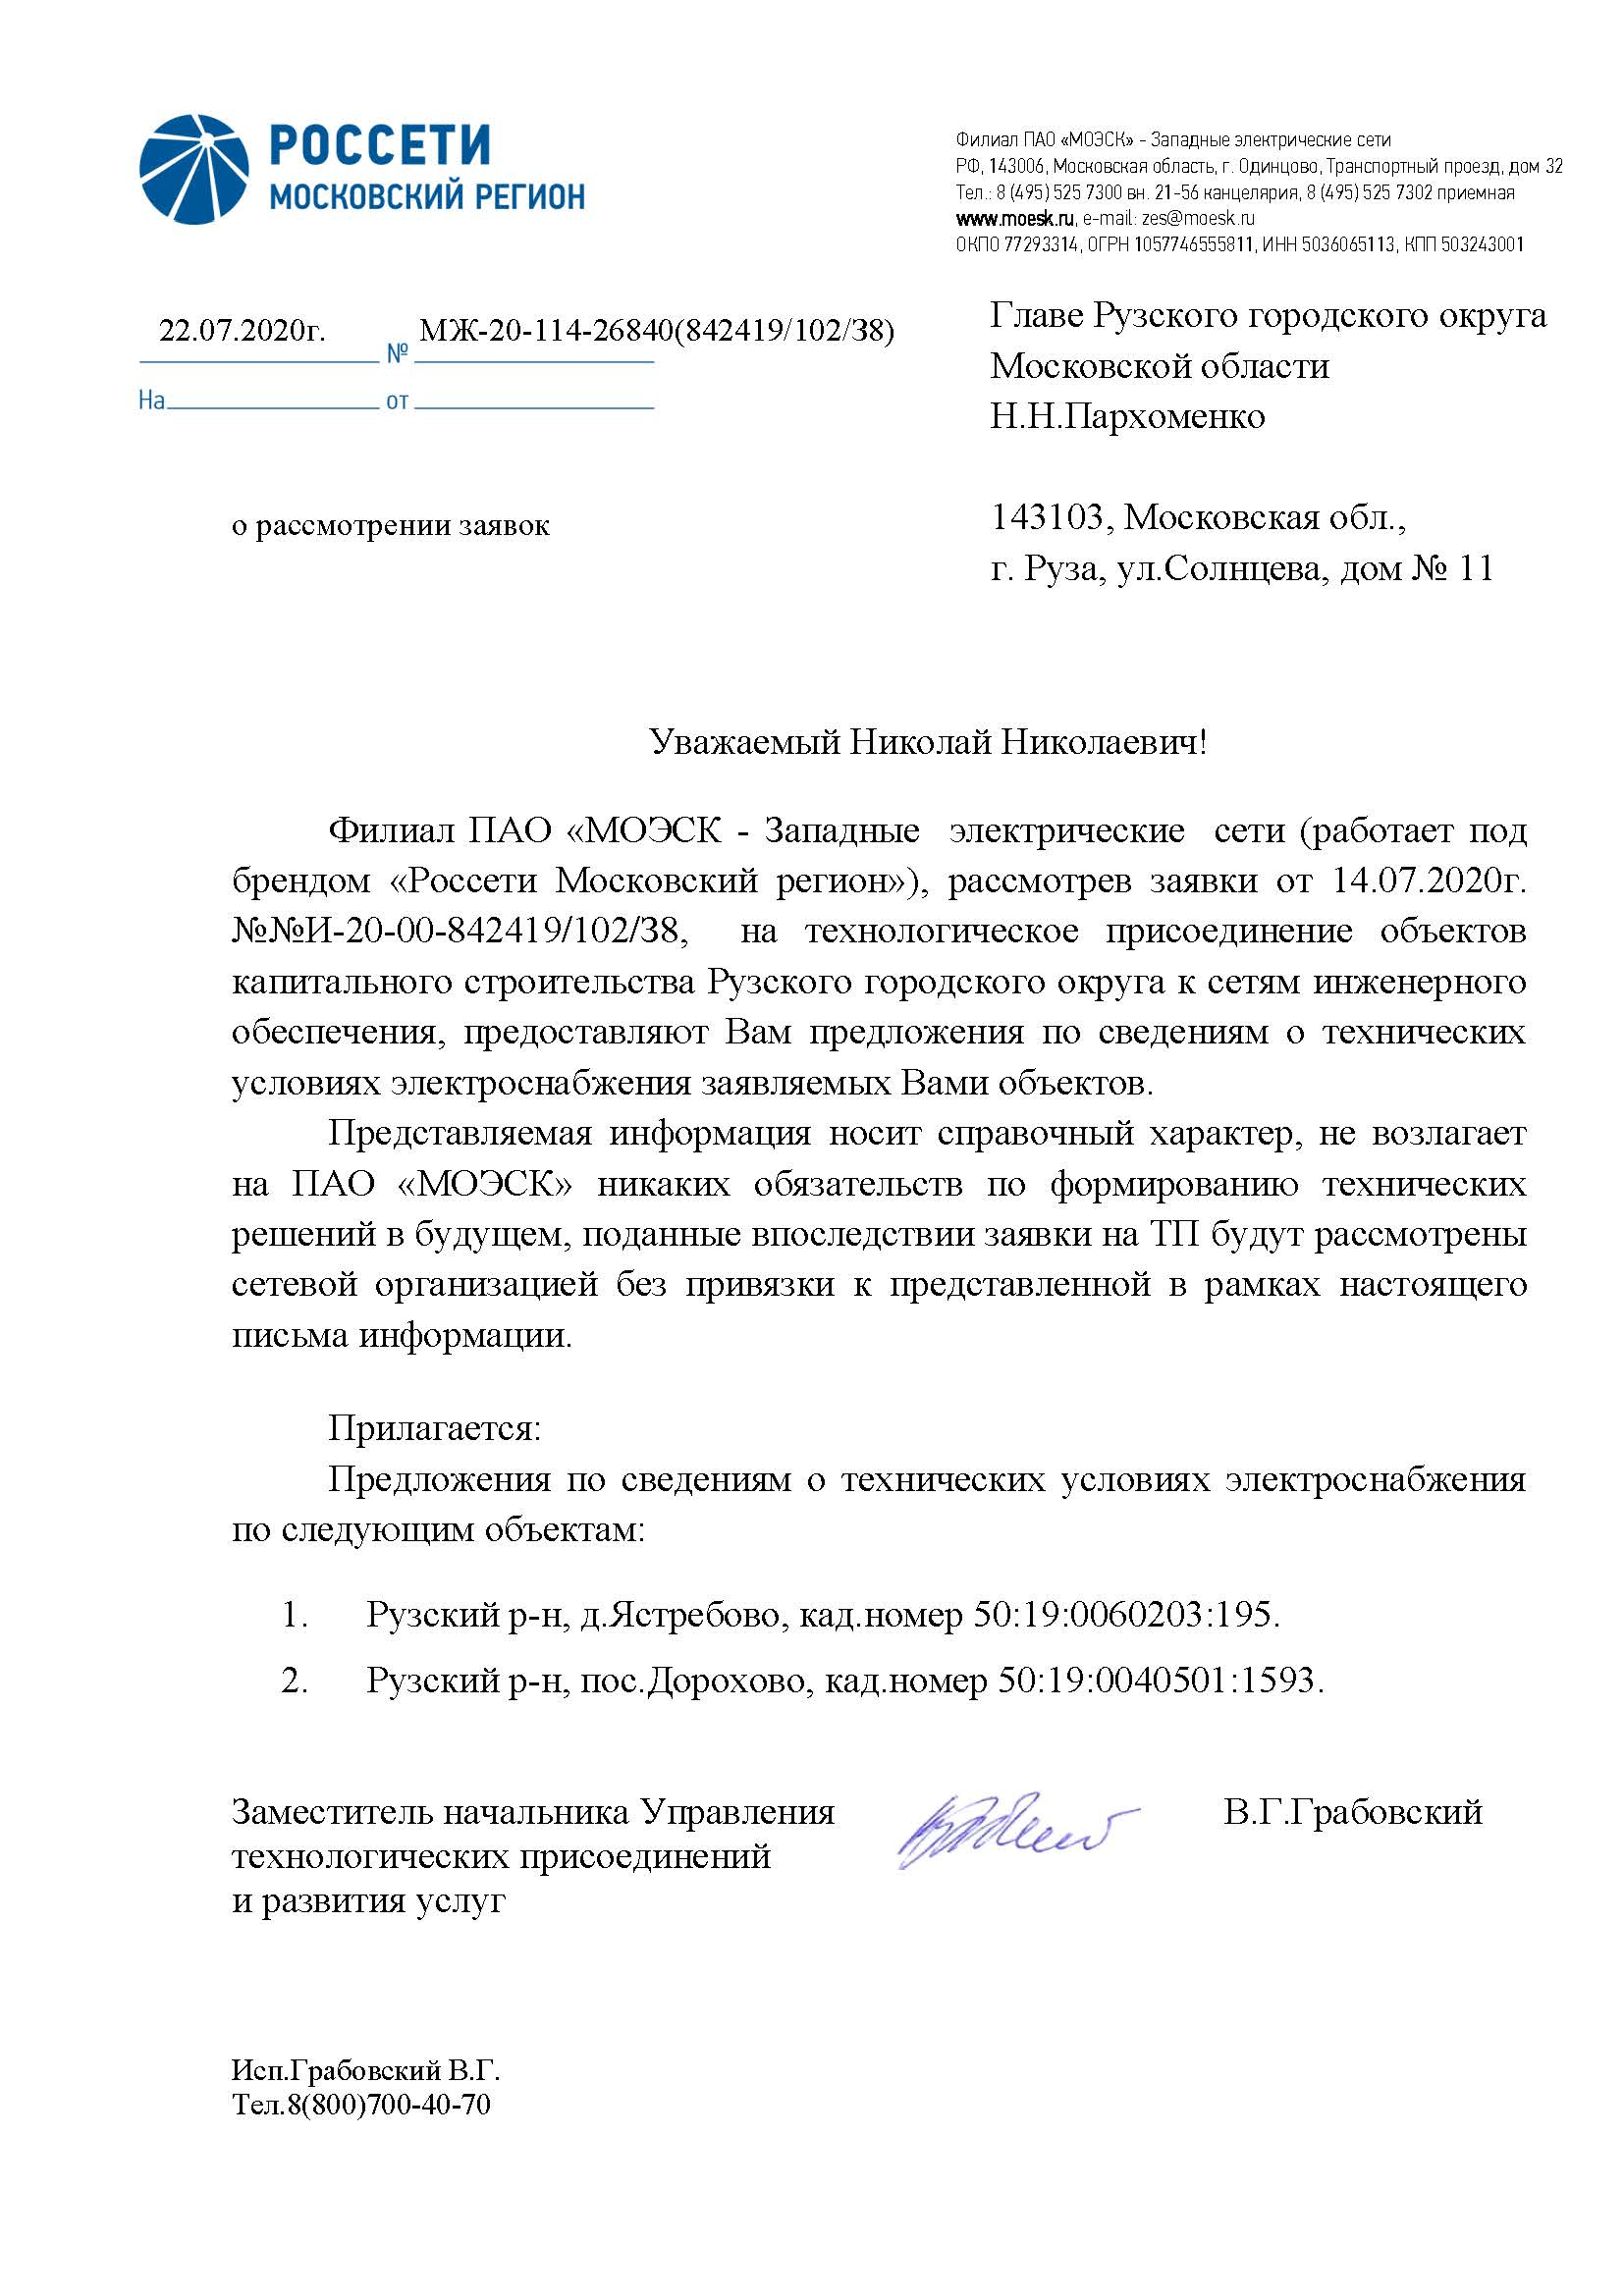 РОССЕТИ
МОСКОВСКИЙ РЕГИОН
Филиал ПАО «МОЭСК» - Западные электрические сети
РФ, 143006, Московская область, г. Одинцово, Транспортный проезд, дом 32
Тел.: 8 (495) 525 7300 вн. 21-56 канцелярия, 8 (495) 525 7302 приемная
www.moesk.ru, e-mail: zes@moesk.ru
ОКПО 77293314, ОГРН 1057746555811, ИНН 5036065113, КПП 503243001
22.07.2020г. № МЖ-20-114-26840(842419/102/З8)
На от
Главе Рузского городского округа
Московской области
Н.Н.Пархоменко
о рассмотрении заявок
143103, Московская обл.,
г. Руза, ул.Солнцева, дом № 11
Уважаемый Николай Николаевич!
Филиал ПАО «МОЭСК - Западные электрические сети (работает под
брендом «Россети Московский регион»), рассмотрев заявки от 14.07.2020г.
№№И-20-00-842419/102/З8, на технологическое присоединение объектов
капитального строительства Рузского городского округа к сетям инженерного
обеспечения, предоставляют Вам предложения по сведениям о технических
условиях электроснабжения заявляемых Вами объектов.
Представляемая информация носит справочный характер, не возлагает
на ПАО «МОЭСК» никаких обязательств по формированию технических
решений в будущем, поданные впоследствии заявки на ТП будут рассмотрены
сетевой организацией без привязки к представленной в рамках настоящего
письма информации.
Прилагается:
Предложения по сведениям о технических условиях электроснабжения
по следующим объектам:
1. Рузский р-н, д.Ястребово, кад.номер 50:19:0060203:195.
2. Рузский р-н, пос.Дорохово, кад.номер 50:19:0040501:1593.
Заместитель начальника Управления В.Г.Грабовский
технологических присоединений
и развития услуг
Исп.Грабовский В.Г.
Тел.8(800)700-40-70